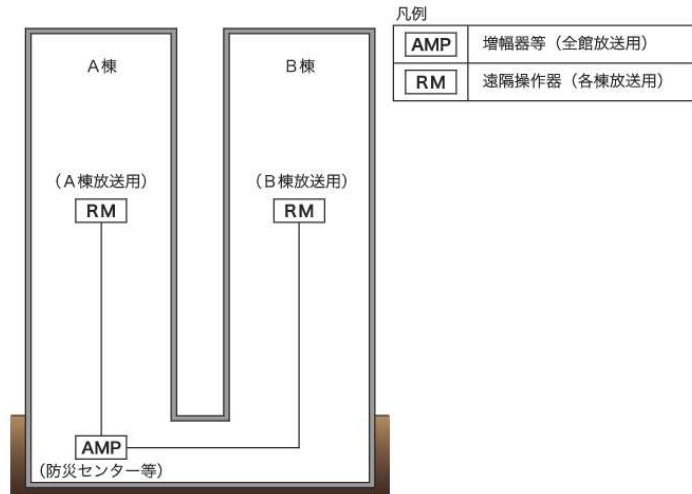 凡例
AMP 増幅器等（全館放送用）
RM 遠隔操作器（各棟放送用）
A棟
B棟
（A棟放送用）
RM
（B棟放送用）
RM
AMP
（防災センター等）